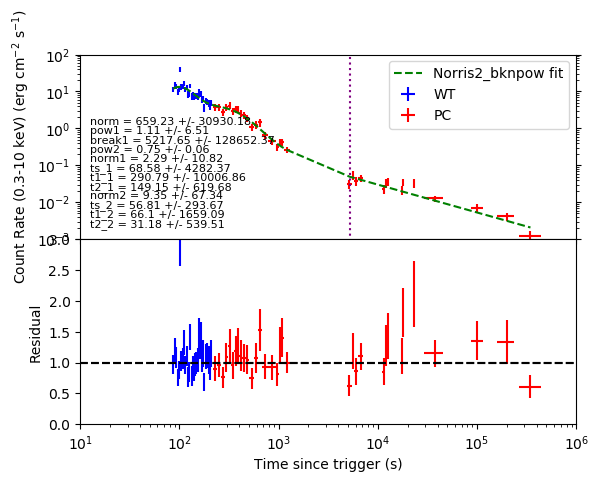 Count Rate (0.3-10 keV) (erg cm⁻² s⁻¹)
10²
10¹
10⁰
10⁻¹
10⁻²
10⁻³
Norris2_bknpow fit
WT
PC
norm = 659.23 +/- 30930.18
pow1 = 1.11 +/- 6.51
break1 = 5217.65 +/- 128652.37
pow2 = 0.75 +/- 0.06
norm1 = 2.29 +/- 10.82
ts_1 = 68.58 +/- 4282.37
t1_1 = 290.79 +/- 10006.86
t2_1 = 149.15 +/- 619.68
norm2 = 9.35 +/- 67.34
ts_2 = 56.81 +/- 293.67
t1_2 = 66.1 +/- 1659.09
t2_2 = 31.18 +/- 539.51
Residual
3.0
2.5
2.0
1.5
1.0
0.5
0.0
10¹ 10² 10³ 10⁴ 10⁵ 10⁶
Time since trigger (s)